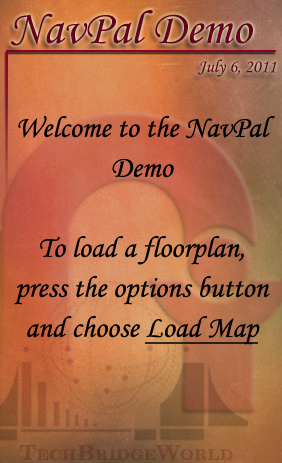 NavPal Demo
July 6, 2011
Welcome to the NavPal
Demo
To load a floorplan,
press the options button
and choose Load Map
TechBridgeWorld